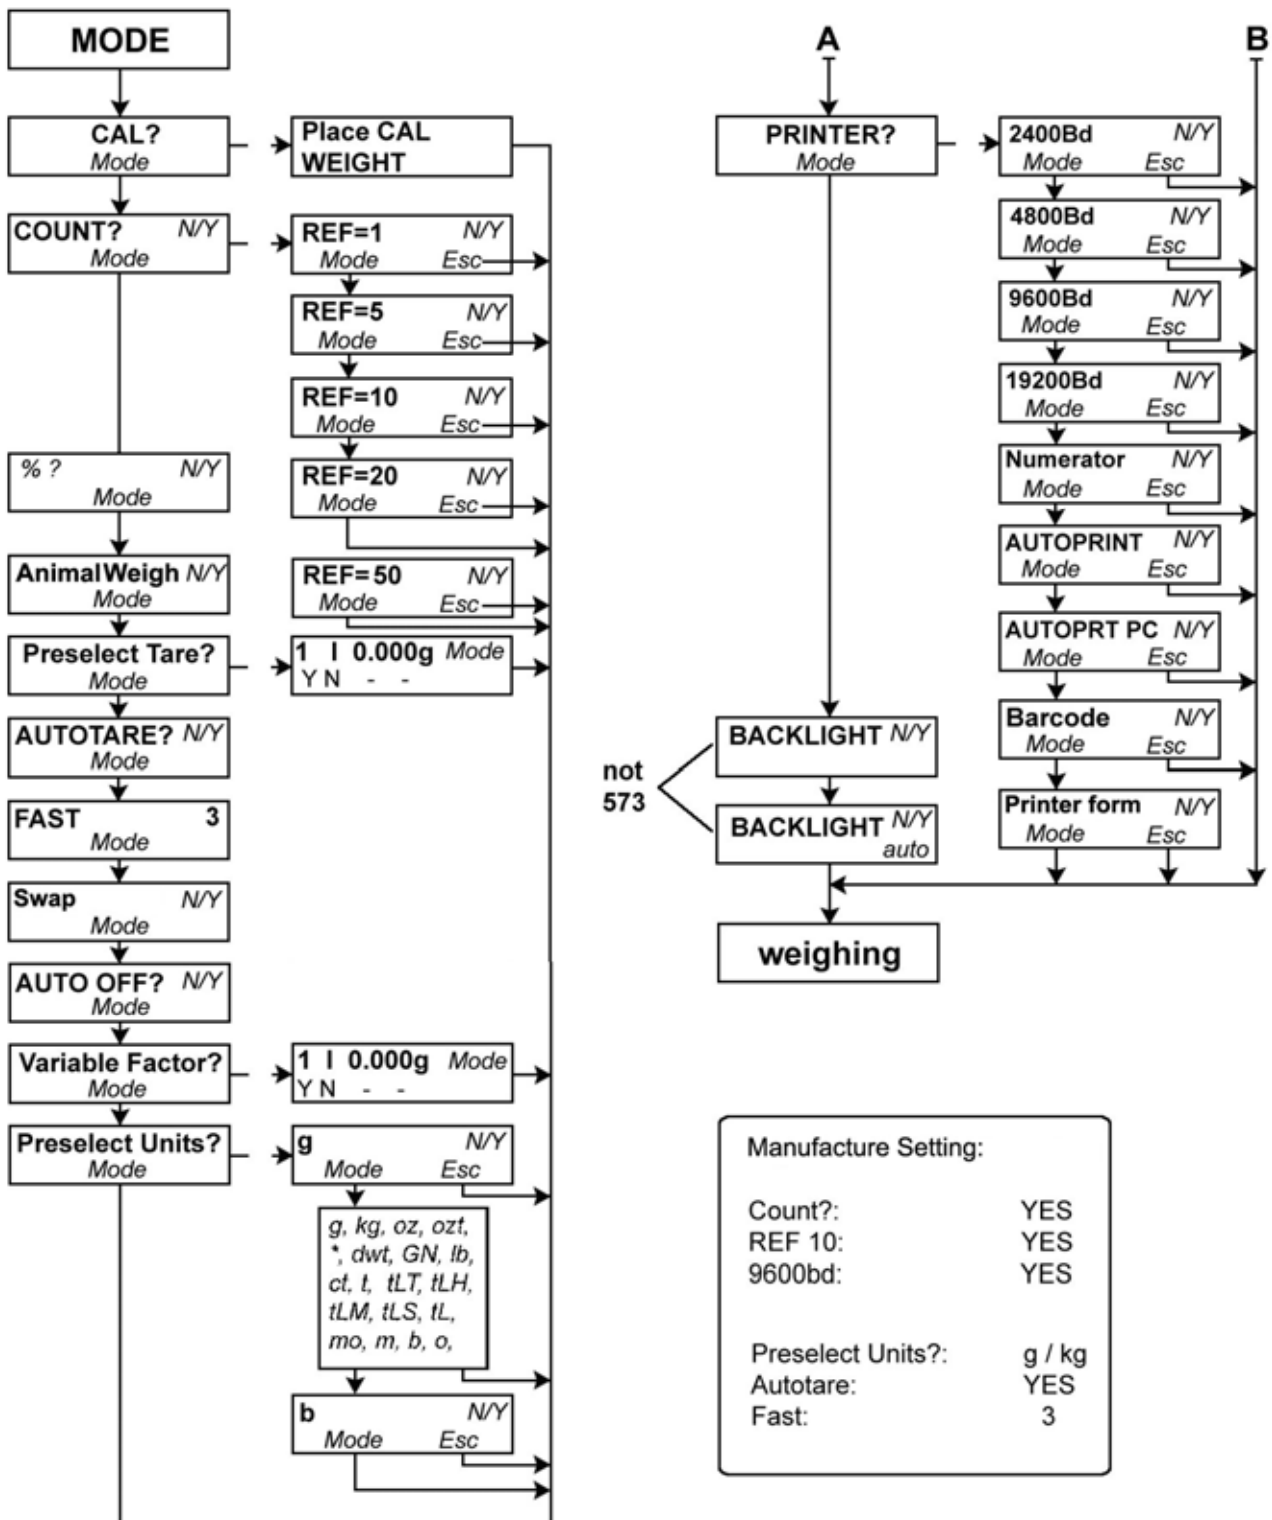 MODE
CAL?
Mode
Place CAL
WEIGHT
COUNT? N/Y
Mode
REF=1 N/Y
Mode Esc
REF=5 N/Y
Mode Esc
REF=10 N/Y
Mode Esc
REF=20 N/Y
Mode Esc
REF=50 N/Y
Mode Esc
% ? N/Y
Mode
AnimalWeigh N/Y
Mode
Preselect Tare?
Mode
1 I 0.000g Mode
Y N - -
AUTOTARE? N/Y
Mode
FAST 3
Mode
Swap N/Y
Mode
AUTO OFF? N/Y
Mode
Variable Factor?
Mode
1 I 0.000g Mode
Y N - -
Preselect Units?
Mode
g N/Y
Mode Esc
g, kg, oz, ozt,
*, dwt, GN, lb,
ct, t, tLT, tLH,
tLM, tLS, tL,
mo, m, b, o,
b N/Y
Mode Esc
A
B
PRINTER?
Mode
2400Bd N/Y
Mode Esc
4800Bd N/Y
Mode Esc
9600Bd N/Y
Mode Esc
19200Bd N/Y
Mode Esc
Numerator N/Y
Mode Esc
AUTOPRINT N/Y
Mode Esc
AUTOPRT PC N/Y
Mode Esc
Barcode N/Y
Mode Esc
Printer form N/Y
Mode Esc
not
573
BACKLIGHT N/Y
BACKLIGHT N/Y
auto
weighing
Manufacture Setting:
Count?: YES
REF 10: YES
9600bd: YES
Preselect Units?: g / kg
Autotare: YES
Fast: 3